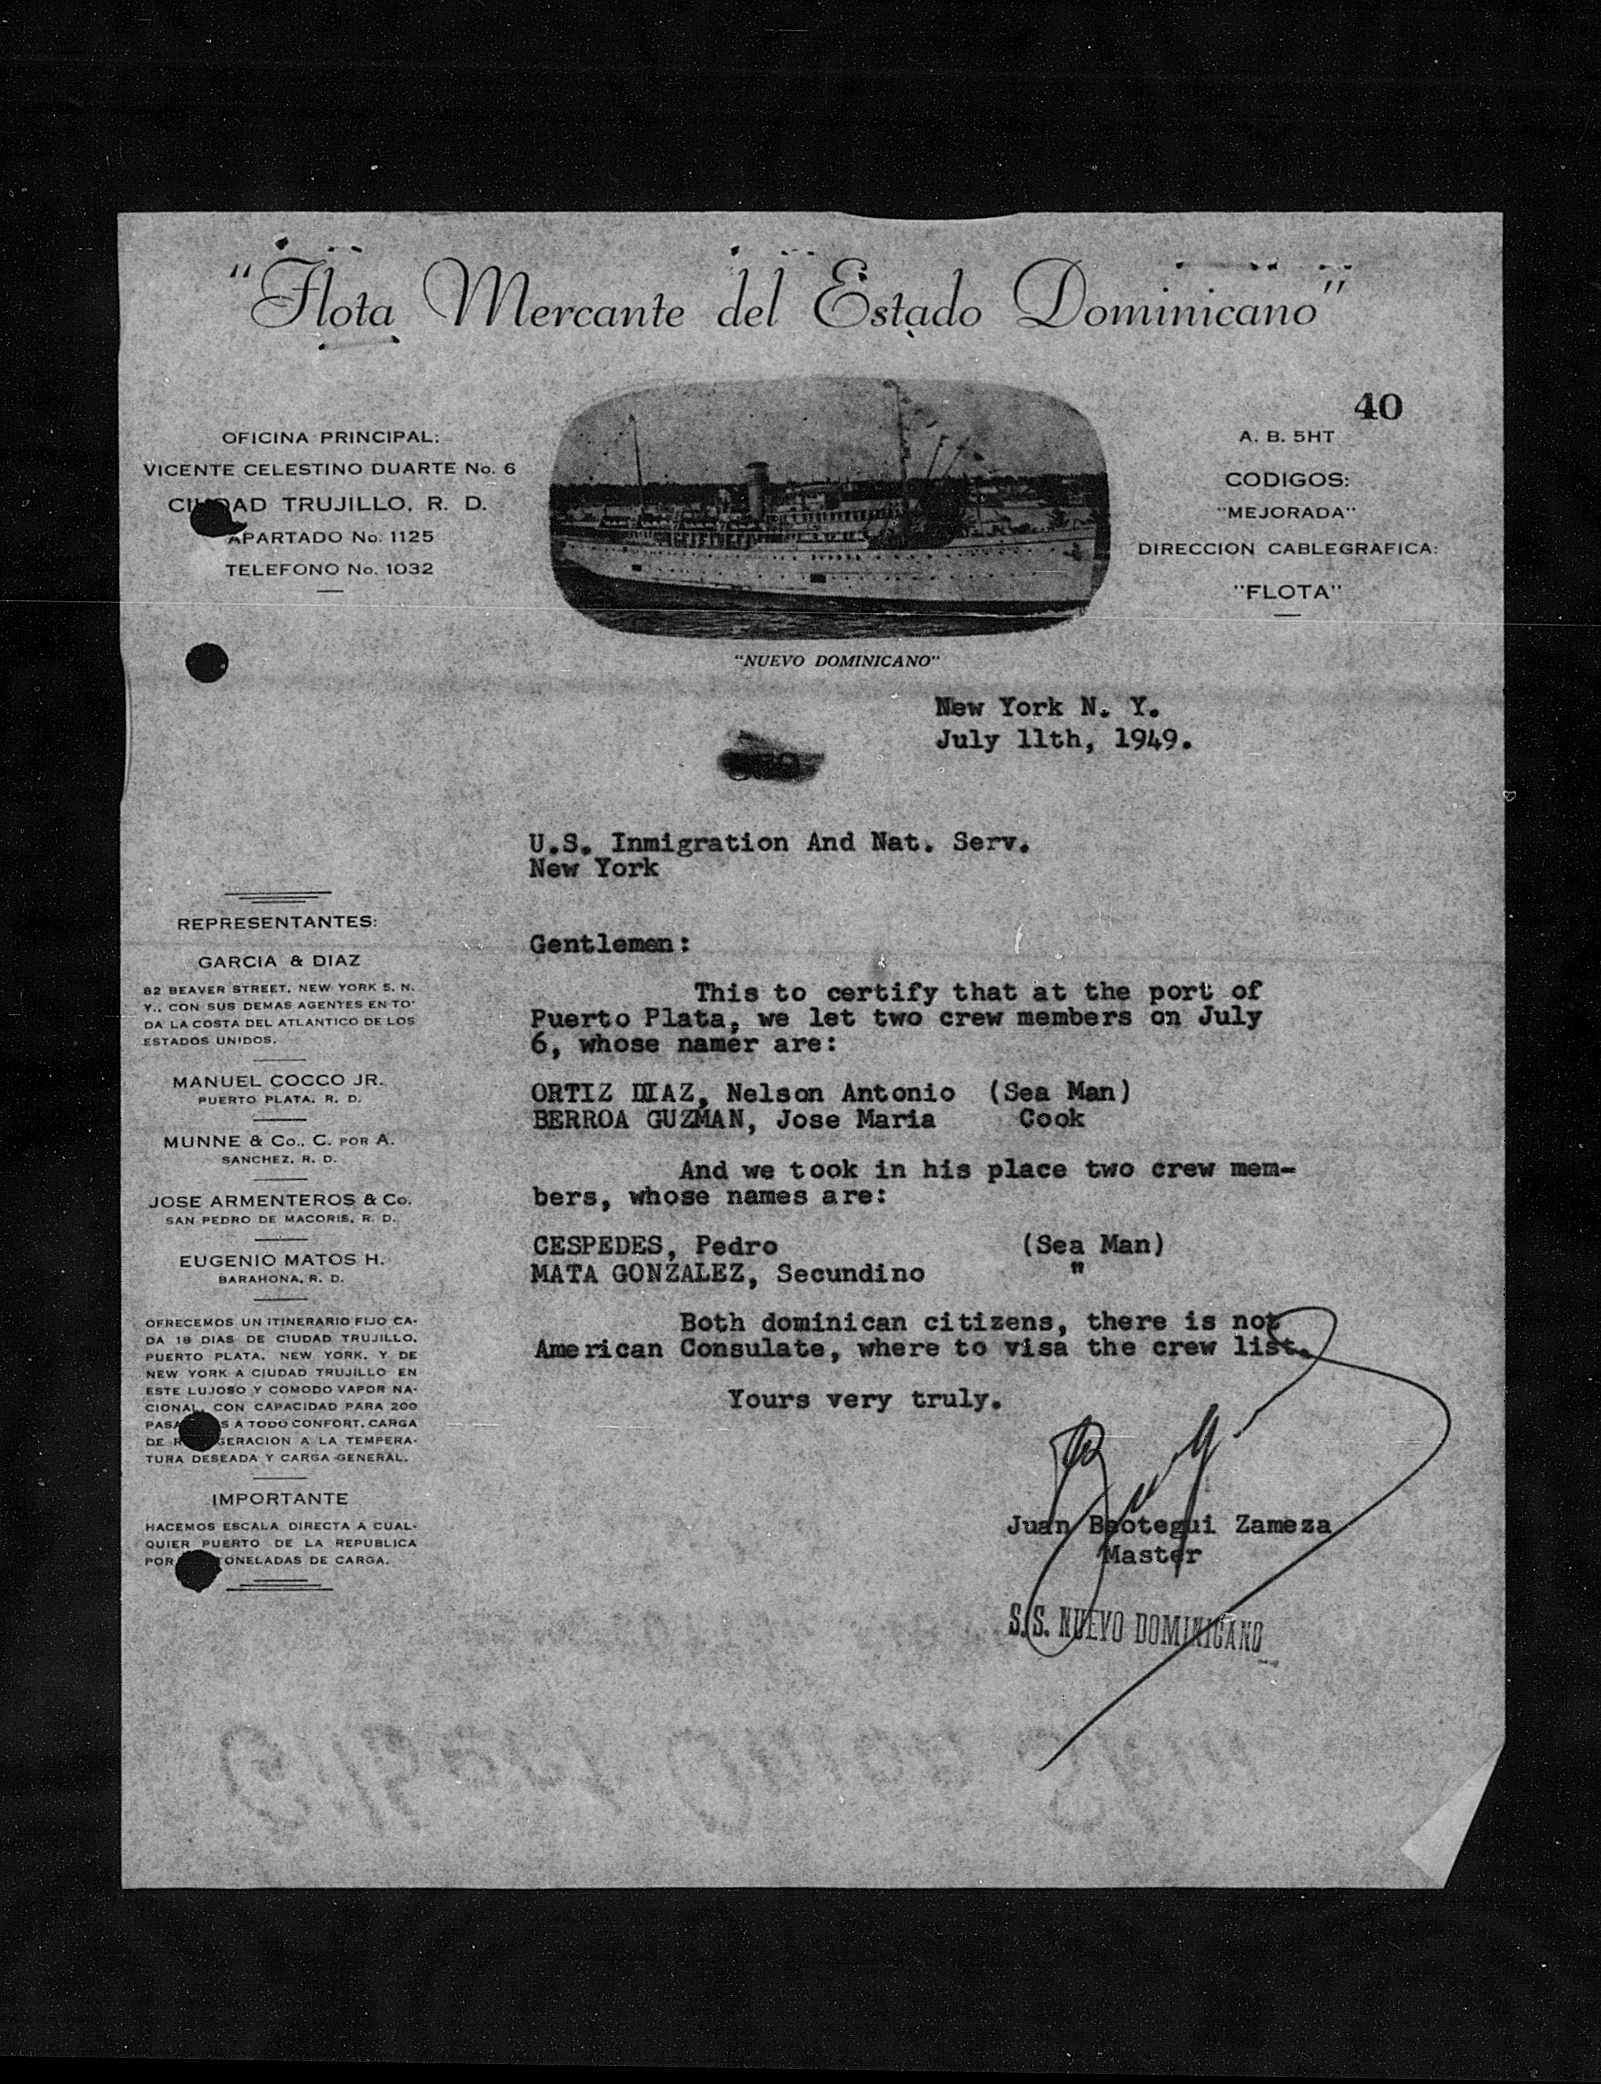 "Flota Mercante del Estado Dominicano"
40
OFICINA PRINCIPAL:
VICENTE CELESTINO DUARTE No. 6
TRUJILLO, R. D.
APARTADO No. 1125
TELEFONO No. 1032
A. B. 5HT
CODIGOS:
"MEJORADA"
DIRECCION CABLEGRAFICA:
"FLOTA"
"NUEVO DOMINICANO"
New York N. Y.
July 11th, 1949.
U.S. Inmigration And Nat. Serv.
New York
Gentlemen:
This to certify that at the port of
Puerto Plata, we let two crew members on July
6, whose namer are:
ORTIZ DIAZ, Nelson Antonio (Sea Man)
BERROA GUZMAN, Jose Maria Cook
And we took in his place two crew mem-
bers, whose names are:
CESPEDES, Pedro (Sea Man)
MATA GONZALEZ, Secundino "
Both dominican citizens, there is not
American Consulate, where to visa the crew list.
Yours very truly.
Juan Beotegui Zameza
Master
S.S. NUEVO DOMINICANO
REPRESENTANTES:
GARCIA & DIAZ
82 BEAVER STREET, NEW YORK 5, N.
Y., CON SUS DEMAS AGENTES EN TO-
DA LA COSTA DEL ATLANTICO DE LOS
ESTADOS UNIDOS.
MANUEL COCCO JR.
PUERTO PLATA, R. D.
MUNNE & Co., C. POR A.
SANCHEZ, R. D.
JOSE ARMENTEROS & Co.
SAN PEDRO DE MACORIS, R. D.
EUGENIO MATOS H.
BARAHONA, R. D.
OFRECEMOS UN ITINERARIO FIJO CA-
DA 18 DIAS DE CIUDAD TRUJILLO,
PUERTO PLATA, NEW YORK, Y DE
NEW YORK A CIUDAD TRUJILLO EN
ESTE LUJOSO Y COMODO VAPOR NA-
CIONAL, CON CAPACIDAD PARA 200
A TODO CONFORT, CARGA
DE A LA TEMPERA-
TURA DESEADA Y CARGA GENERAL.
IMPORTANTE
HACEMOS ESCALA DIRECTA A CUAL-
QUIER PUERTO DE LA REPUBLICA
POR TONELADAS DE CARGA.